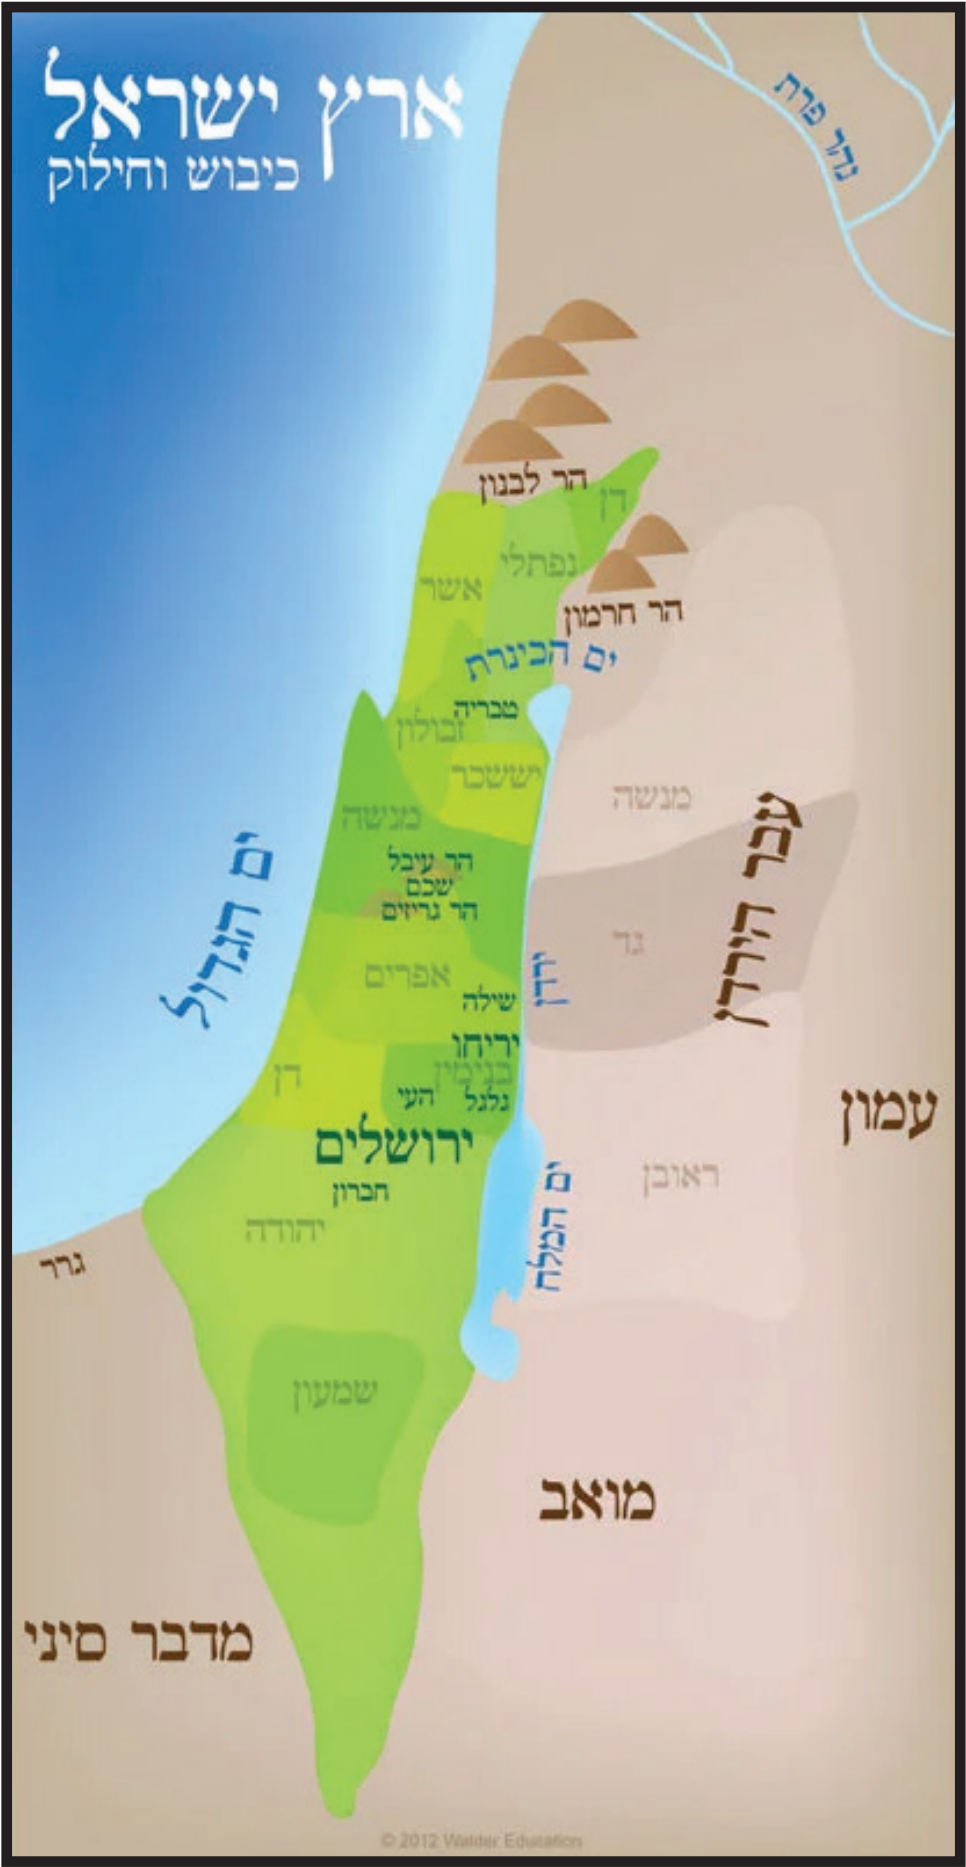 ארץ ישראל
כיבוש וחילוק
נהר פרת
הר לבנון
דן
נפתלי
אשר
הר חרמון
ים הכינרת
טבריה
זבולון
יששכר
מנשה
מנשה
הר עיבל
שכם
הר גריזים
עבר הירדן
ים הגדול
גד
אפרים
ירדן
שילה
יריחו
בנימין
דן
העי
גלגל
עמון
ירושלים
חברון
ראובן
ים המלח
יהודה
גרר
שמעון
מואב
מדבר סיני
© 2012 Walder Education